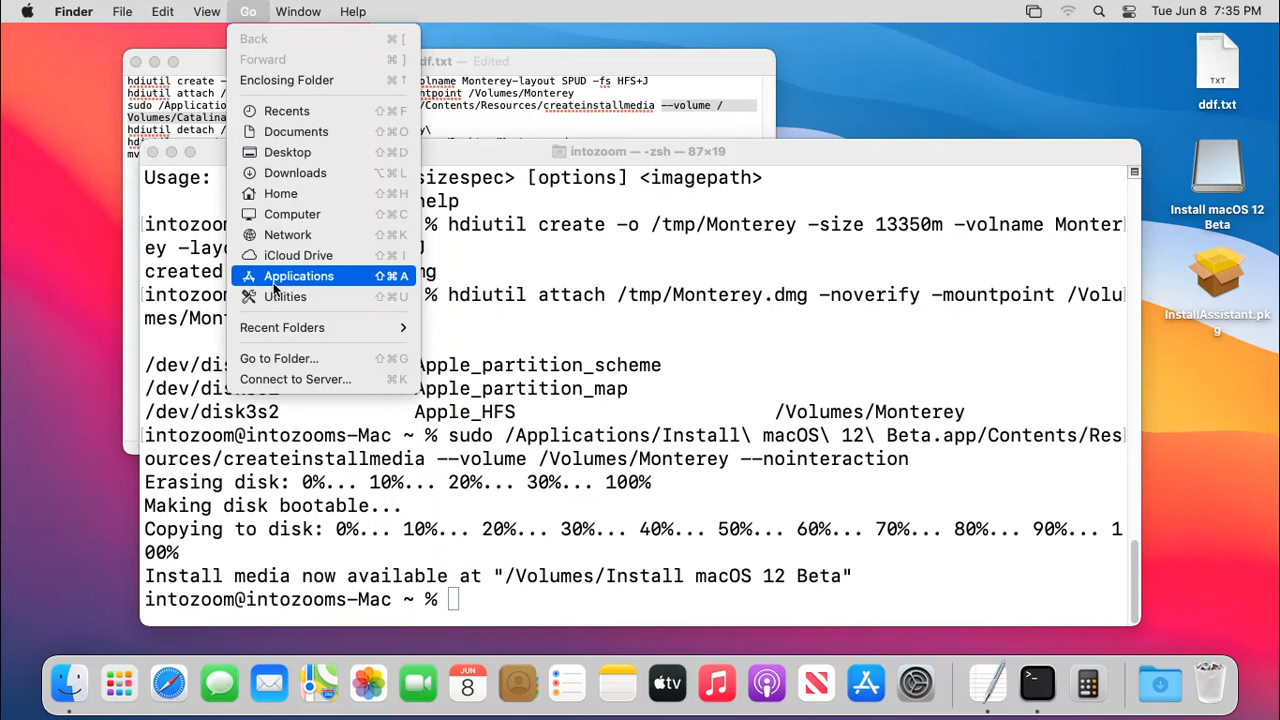 Finder File Edit View Go Window Help Tue Jun 8 7:35 PM
Back ⌘[
Forward ⌘]
Enclosing Folder ⌘↑
Recents ⇧⌘F
Documents ⇧⌘O
Desktop ⇧⌘D
Downloads ⌥⌘L
Home ⇧⌘H
Computer ⇧⌘C
Network ⇧⌘K
iCloud Drive ⇧⌘I
Applications ⇧⌘A
Utilities ⇧⌘U
Recent Folders
Go to Folder... ⇧⌘G
Connect to Server... ⌘K
ddf.txt — Edited
hdiutil create olname Monterey-layout SPUD -fs HFS+J
hdiutil attach / ntpoint /Volumes/Monterey
sudo /Application /Contents/Resources/createinstallmedia --volume /
Volumes/Catalina
hdiutil detach /
intozoom — -zsh — 87×19
Usage: sizespec> [options] <imagepath>
help
intozoom % hdiutil create -o /tmp/Monterey -size 13350m -volname Monter
ey -layo J
created mg
intozoom % hdiutil attach /tmp/Monterey.dmg -noverify -mountpoint /Volu
mes/Mont
/dev/dis Apple_partition_scheme
/dev/disk3s1 Apple_partition_map
/dev/disk3s2 Apple_HFS /Volumes/Monterey
intozoom@intozooms-Mac ~ % sudo /Applications/Install\ macOS\ 12\ Beta.app/Contents/Res
ources/createinstallmedia --volume /Volumes/Monterey --nointeraction
Erasing disk: 0%... 10%... 20%... 30%... 100%
Making disk bootable...
Copying to disk: 0%... 10%... 20%... 30%... 40%... 50%... 60%... 70%... 80%... 90%... 1
00%
Install media now available at "/Volumes/Install macOS 12 Beta"
intozoom@intozooms-Mac ~ %
TXT
ddf.txt
Install macOS 12
Beta
InstallAssistant.pk
g
JUN
8
tv
>_